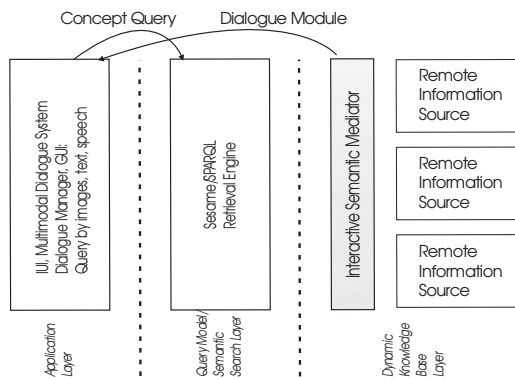 Concept Query
Dialogue Module
IUI, Multimodal Dialogue System
Dialogue Manager, GUI:
Query by images, text, speech
Sesame/SPARQL
Retrieval Engine
Interactive Semantic Mediator
Remote
Information
Source
Remote
Information
Source
Remote
Information
Source
Application
Layer
Query Model/
Semantic
Search Layer
Dynamic
Knowledge
Base
Layer